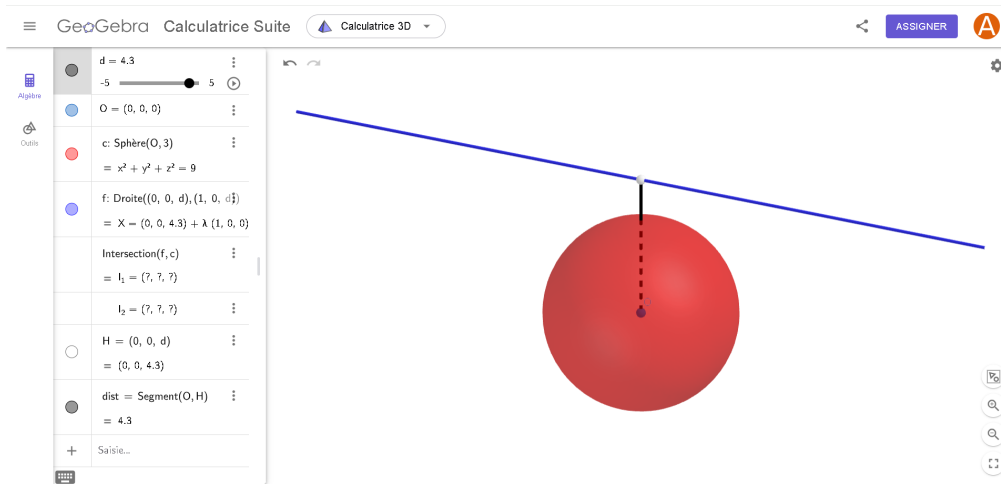 GeoGebra Calculatrice Suite Calculatrice 3D ASSIGNER A
d = 4.3
-5 5
Algèbre
O = (0, 0, 0)
Outils
c: Sphère(O, 3)
= x² + y² + z² = 9
f: Droite((0, 0, d), (1, 0, d))
= X = (0, 0, 4.3) + λ (1, 0, 0)
Intersection(f, c)
= I₁ = (?, ?, ?)
I₂ = (?, ?, ?)
H = (0, 0, d)
= (0, 0, 4.3)
dist = Segment(O, H)
= 4.3
+ Saisie...